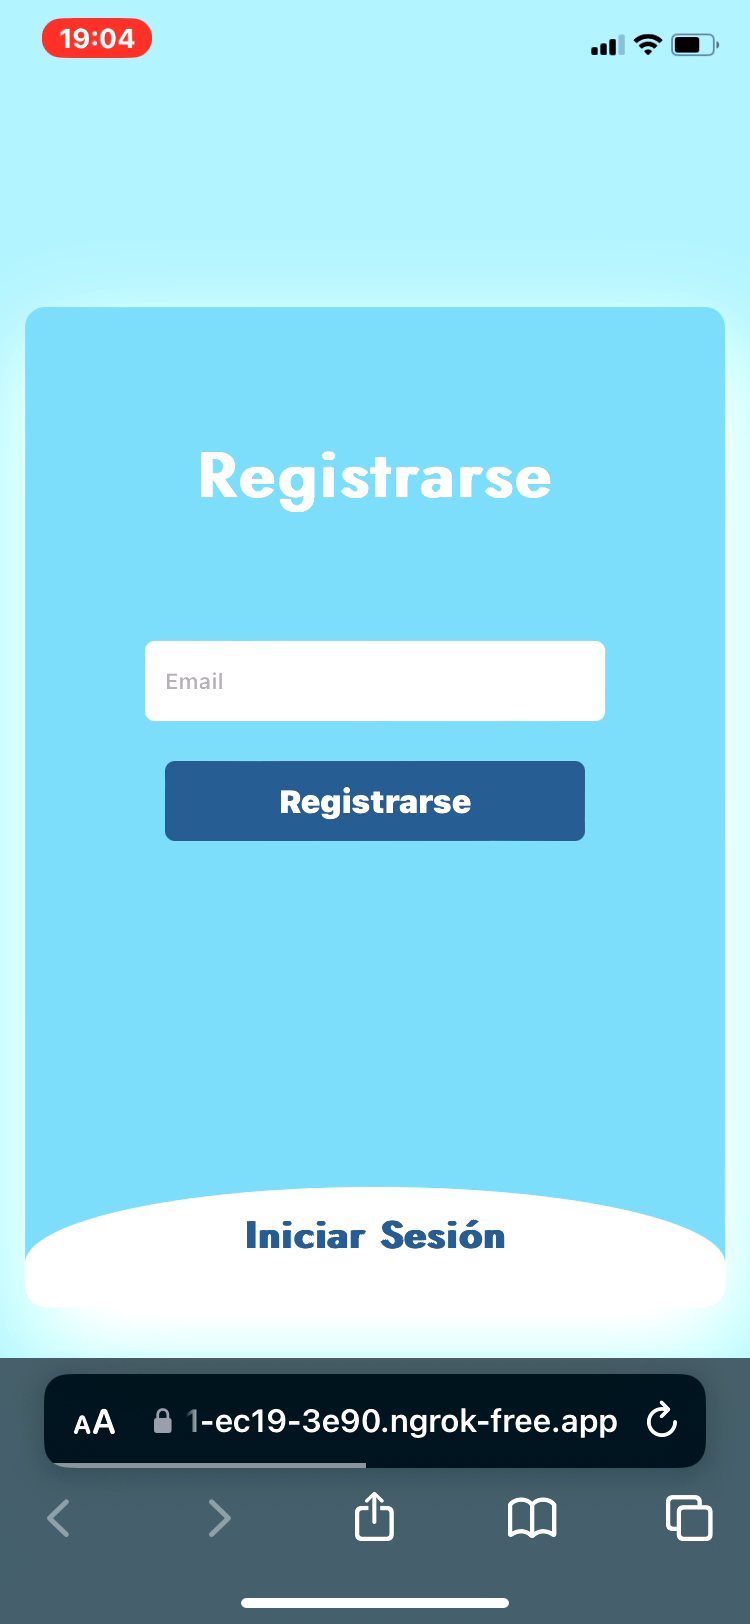 19:04
Registrarse
Email
Registrarse
Iniciar Sesión
AA 1-ec19-3e90.ngrok-free.app